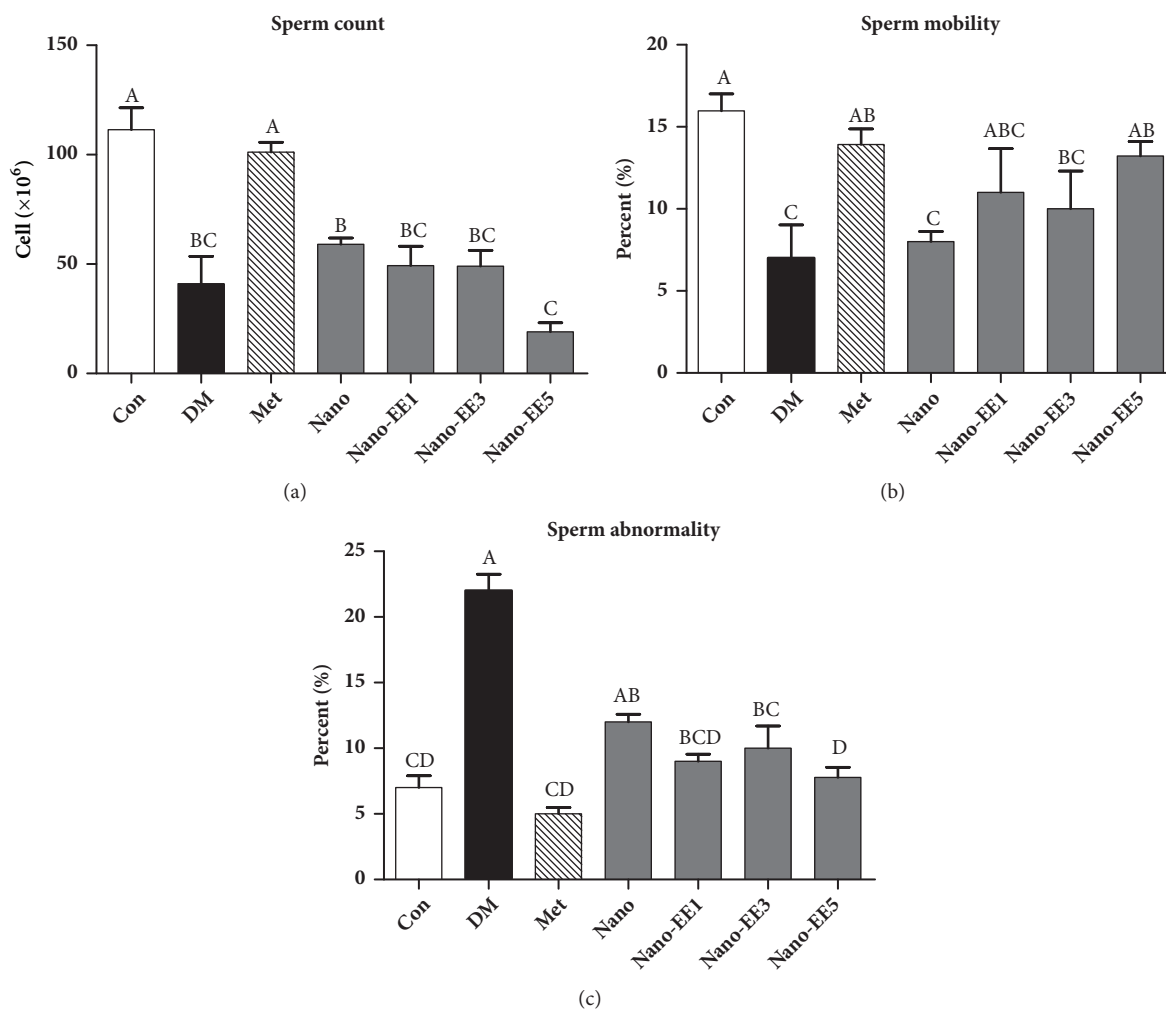 Sperm count
150
100
50
0
Cell (×10⁶)
A
BC
A
B
BC
BC
C
Con
DM
Met
Nano
Nano-EE1
Nano-EE3
Nano-EE5
(a)
Sperm mobility
20
15
10
5
0
Percent (%)
A
C
AB
C
ABC
BC
AB
Con
DM
Met
Nano
Nano-EE1
Nano-EE3
Nano-EE5
(b)
Sperm abnormality
25
20
15
10
5
0
Percent (%)
CD
A
CD
AB
BCD
BC
D
Con
DM
Met
Nano
Nano-EE1
Nano-EE3
Nano-EE5
(c)